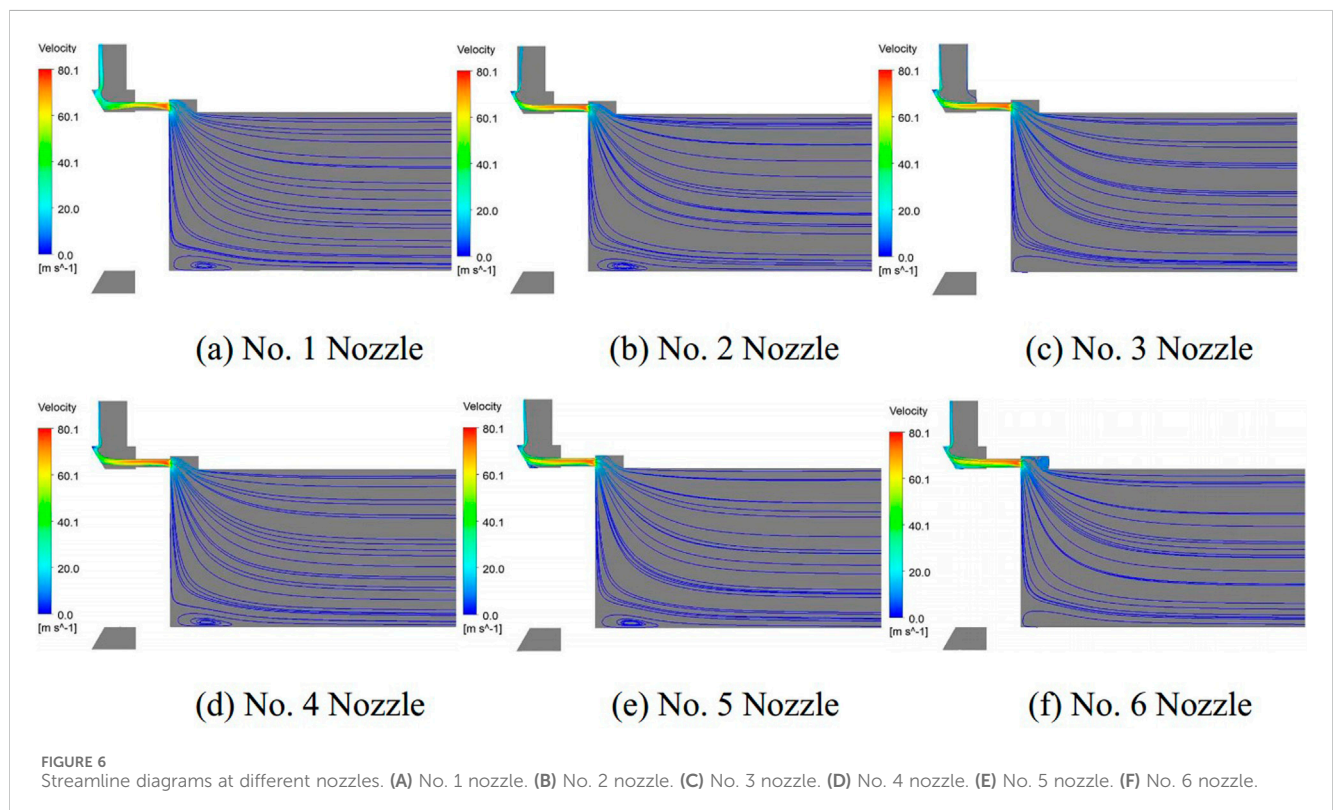 Velocity
80.1
60.1
40.1
20.0
0.0
[m s^-1]
(a) No. 1 Nozzle
Velocity
80.1
60.1
40.1
20.0
0.0
[m s^-1]
(b) No. 2 Nozzle
Velocity
80.1
60.1
40.1
20.0
0.0
[m s^-1]
(c) No. 3 Nozzle
Velocity
80.1
60.1
40.1
20.0
0.0
[m s^-1]
(d) No. 4 Nozzle
Velocity
80.1
60.1
40.1
20.0
0.0
[m s^-1]
(e) No. 5 Nozzle
Velocity
80.1
60.1
40.1
20.0
0.0
[m s^-1]
(f) No. 6 Nozzle
FIGURE 6
Streamline diagrams at different nozzles. (A) No. 1 nozzle. (B) No. 2 nozzle. (C) No. 3 nozzle. (D) No. 4 nozzle. (E) No. 5 nozzle. (F) No. 6 nozzle.